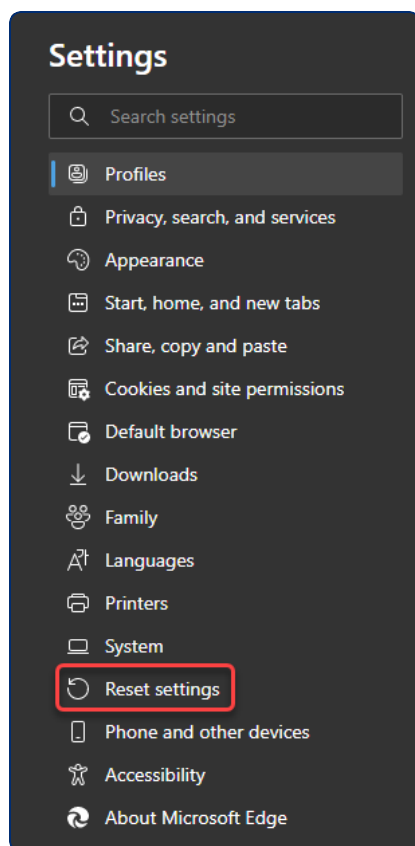 Settings
Search settings
Profiles
Privacy, search, and services
Appearance
Start, home, and new tabs
Share, copy and paste
Cookies and site permissions
Default browser
Downloads
Family
Languages
Printers
System
Reset settings
Phone and other devices
Accessibility
About Microsoft Edge